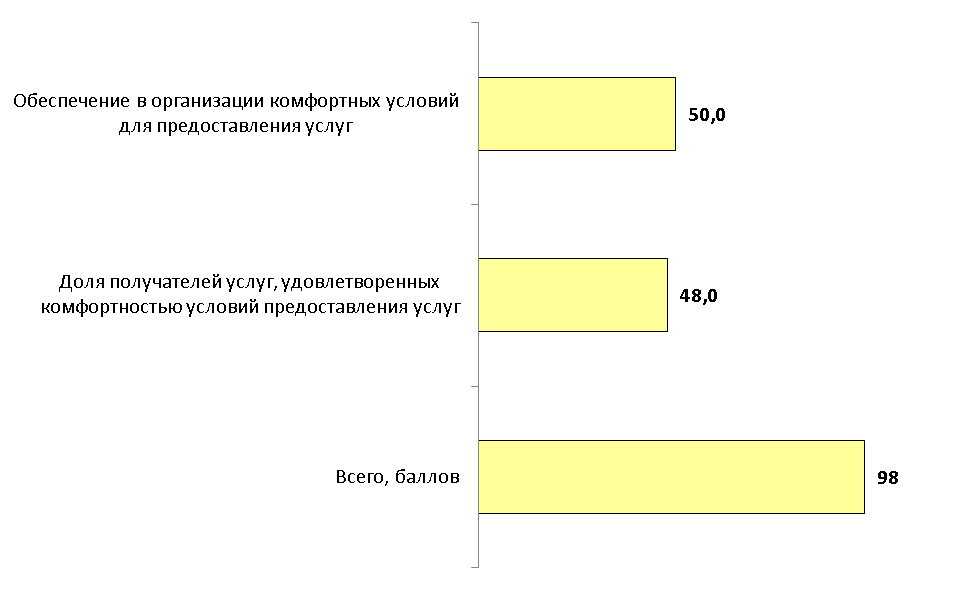 Обеспечение в организации комфортных условий
для предоставления услуг
50,0
Доля получателей услуг, удовлетворенных
комфортностью условий предоставления услуг
48,0
Всего, баллов
98